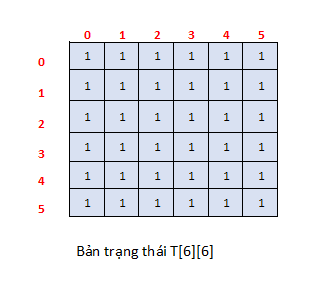 0 1 2 3 4 5
0 1 1 1 1 1 1
1 1 1 1 1 1 1
2 1 1 1 1 1 1
3 1 1 1 1 1 1
4 1 1 1 1 1 1
5 1 1 1 1 1 1
Bản trạng thái T[6][6]